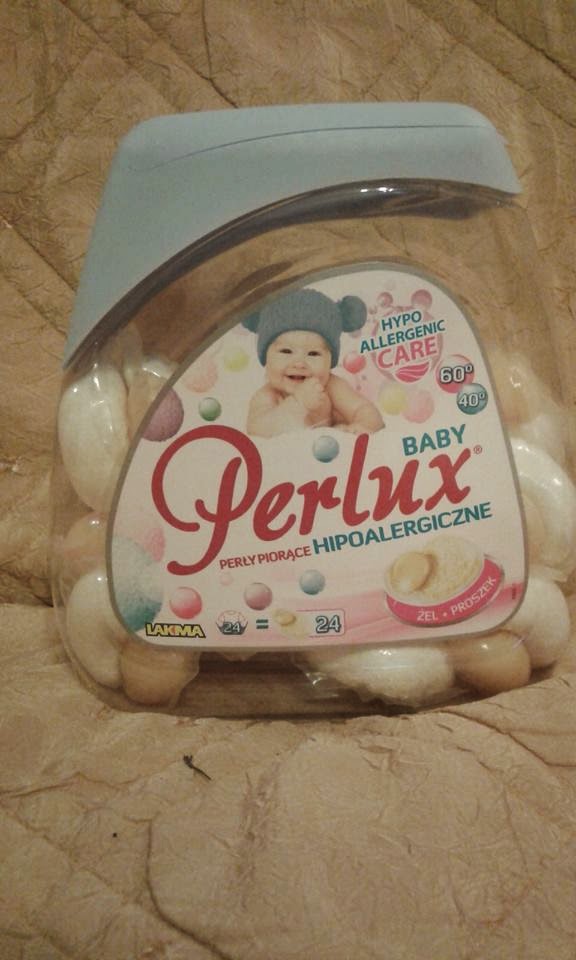 HYPO
ALLERGENIC
CARE
60°
40°
BABY
Perlux®
PERŁY PIORĄCE HIPOALERGICZNE
ŻEL • PROSZEK
LAKMA
24 = 24